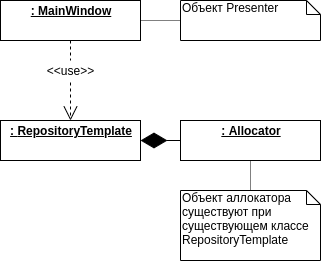 : MainWindow
Объект Presenter
<<use>>
: RepositoryTemplate
: Allocator
Объект аллокатора
существуют при
существующем классе
RepositoryTemplate